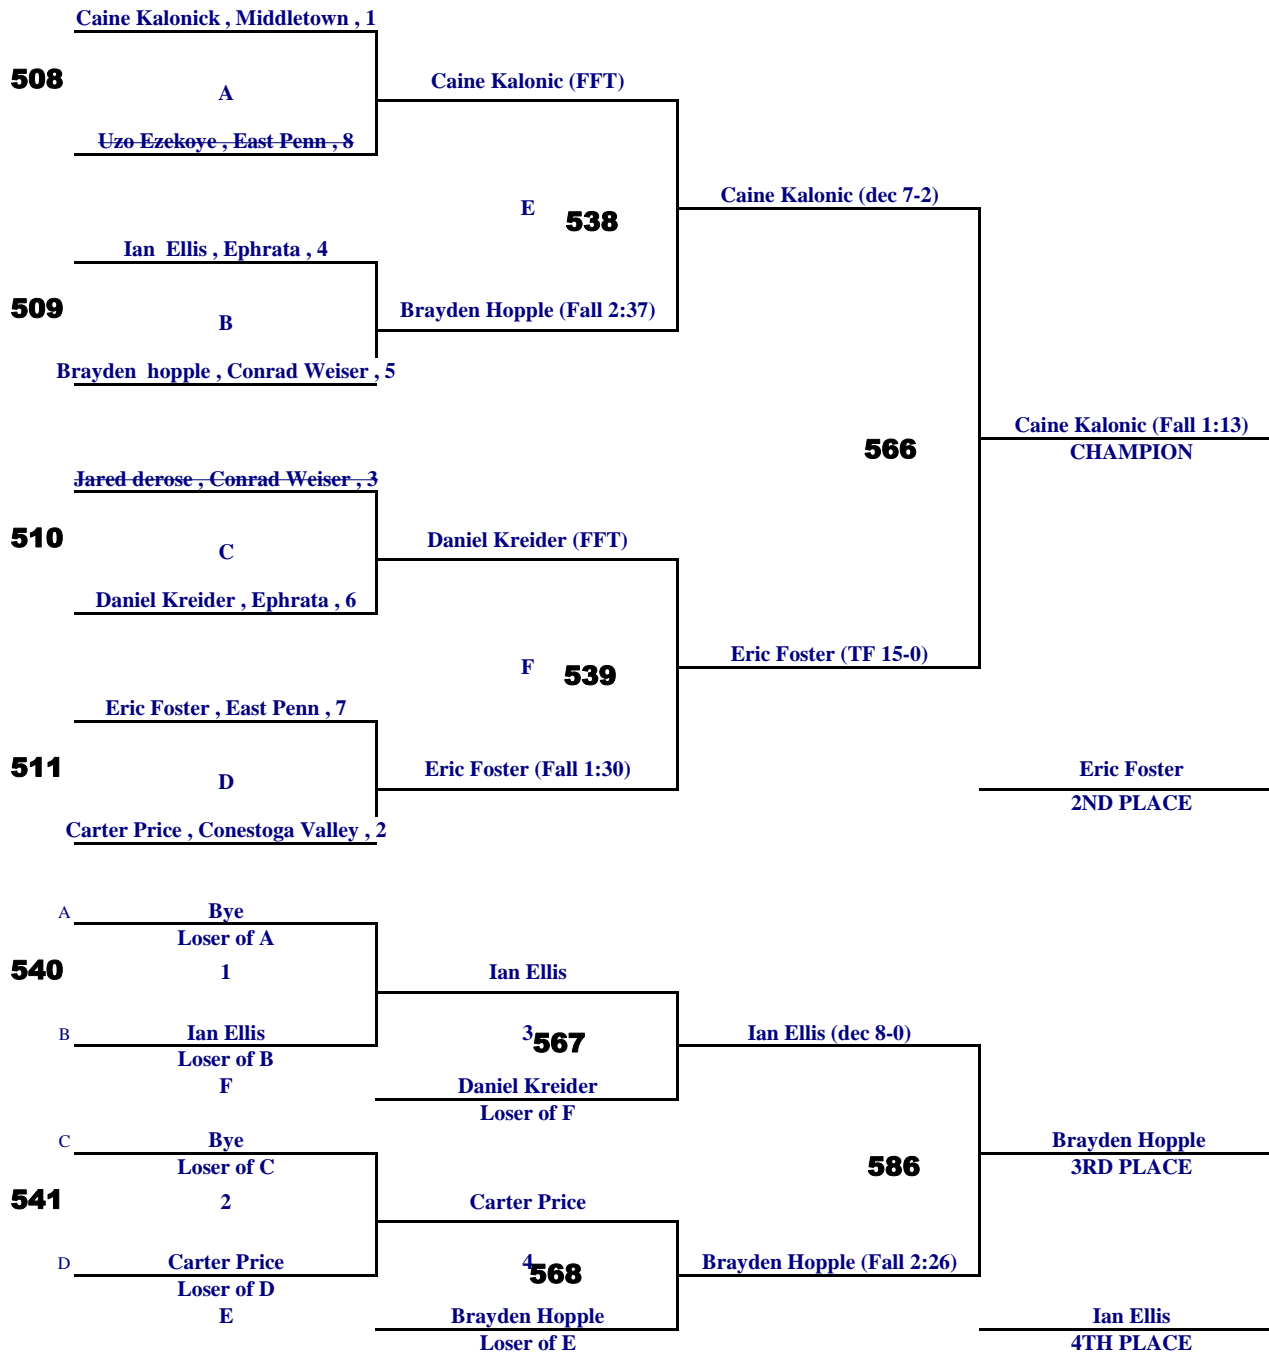 Caine Kalonick , Middletown , 1
508
A
Caine Kalonic (FFT)
Uzo Ezekoye , East Penn , 8
E
538
Caine Kalonic (dec 7-2)
Ian  Ellis , Ephrata , 4
509
B
Brayden Hopple (Fall 2:37)
Brayden  hopple , Conrad Weiser , 5
566
Caine Kalonic (Fall 1:13)
CHAMPION
Jared derose , Conrad Weiser , 3
510
C
Daniel Kreider (FFT)
Daniel Kreider , Ephrata , 6
F
539
Eric Foster (TF 15-0)
Eric Foster , East Penn , 7
511
D
Eric Foster (Fall 1:30)
Carter Price , Conestoga Valley , 2
Eric Foster
2ND PLACE
A
Bye
Loser of A
540
1
Ian Ellis
B
Ian Ellis
Loser of B
F
3
567
Ian Ellis (dec 8-0)
Daniel Kreider
Loser of F
C
Bye
Loser of C
541
2
Carter Price
586
Brayden Hopple
3RD PLACE
D
Carter Price
Loser of D
E
4
568
Brayden Hopple (Fall 2:26)
Brayden Hopple
Loser of E
Ian Ellis
4TH PLACE